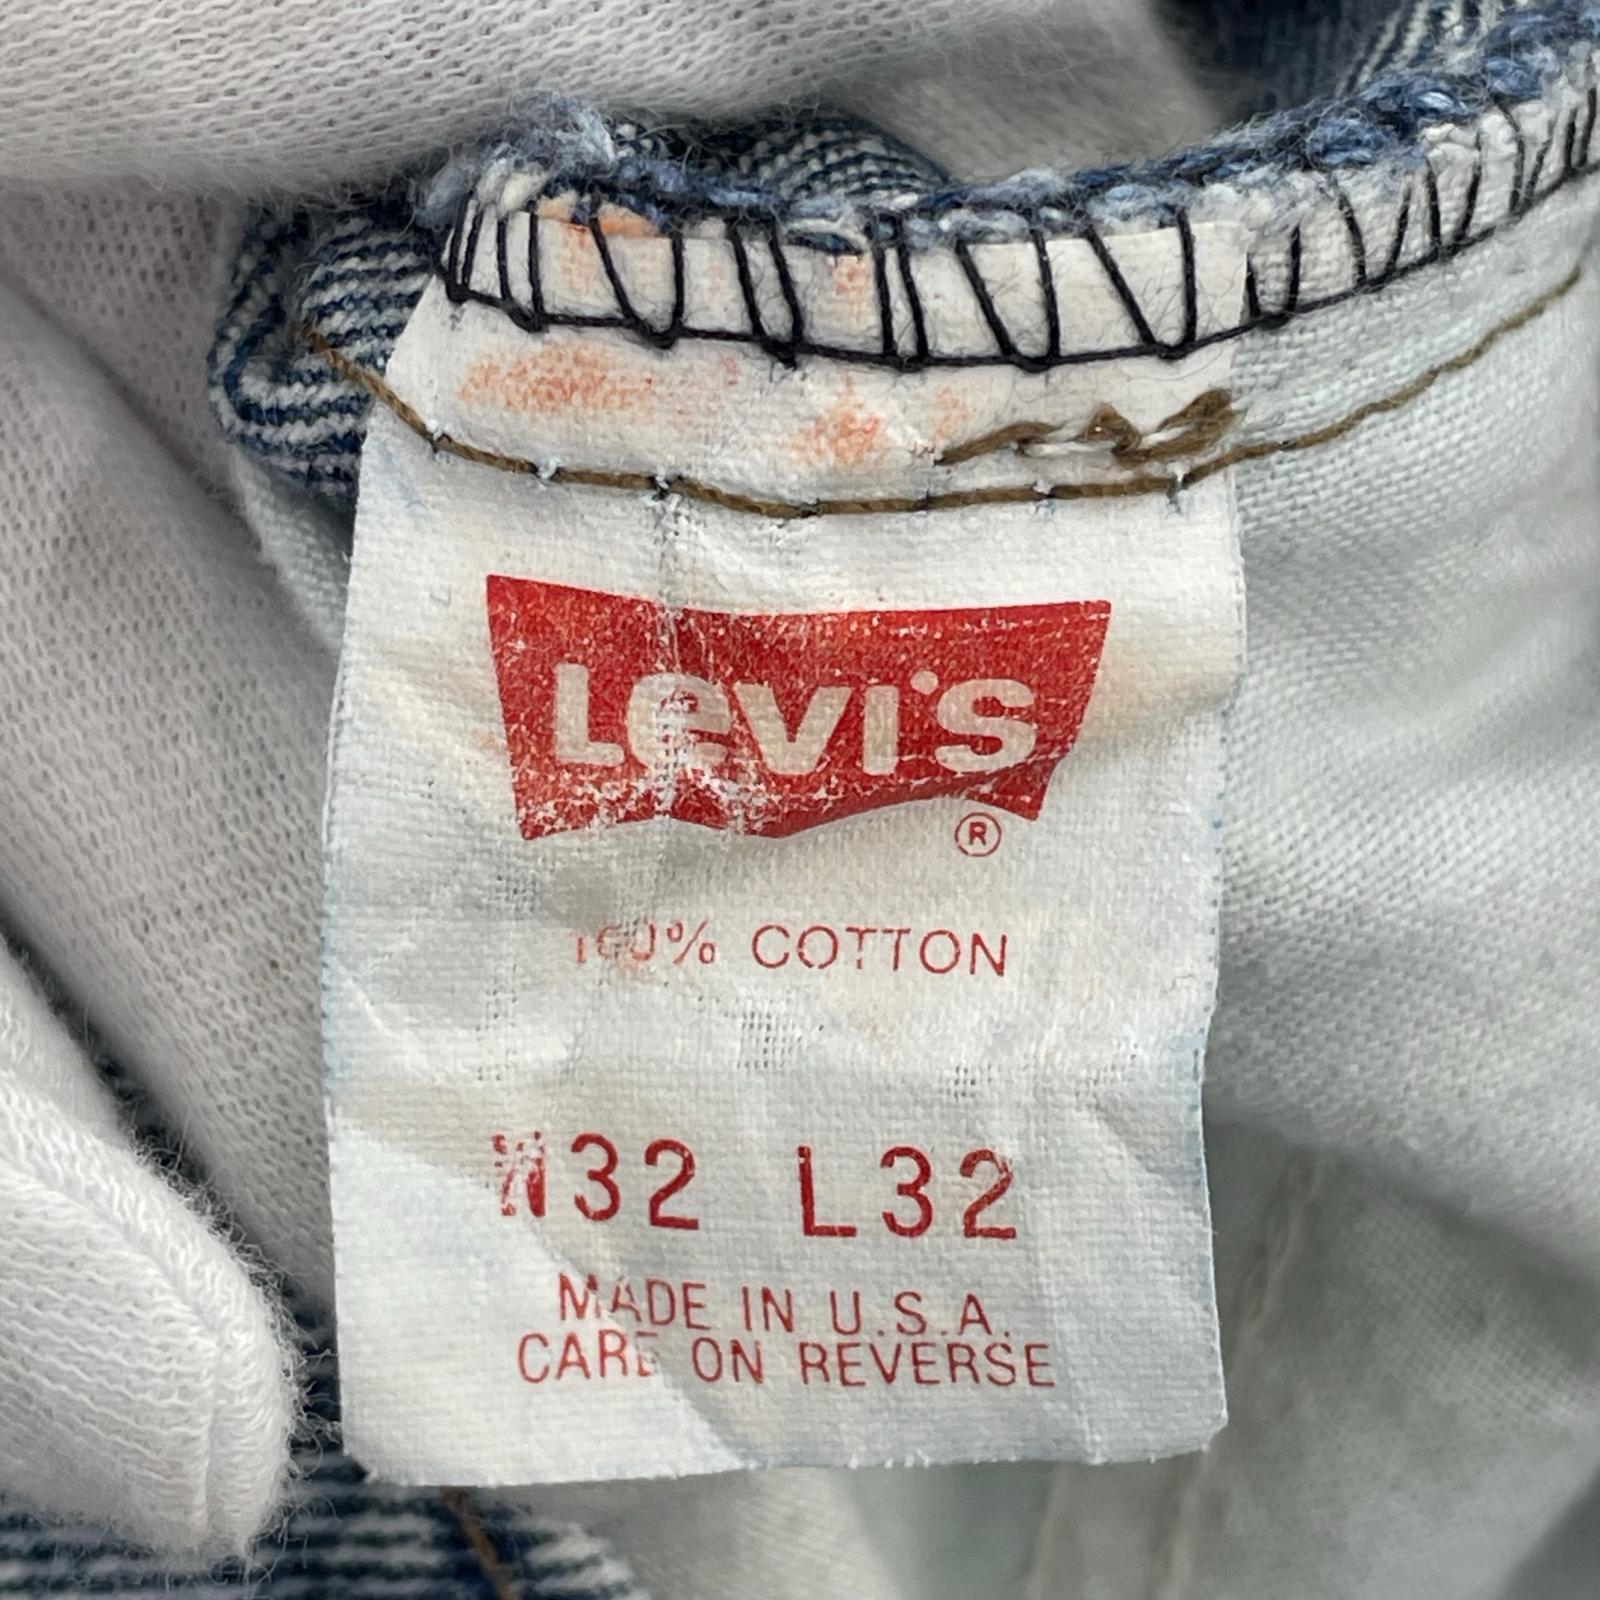 LEVI'S
®
100% COTTON
W32 L32
MADE IN U.S.A.
CARE ON REVERSE